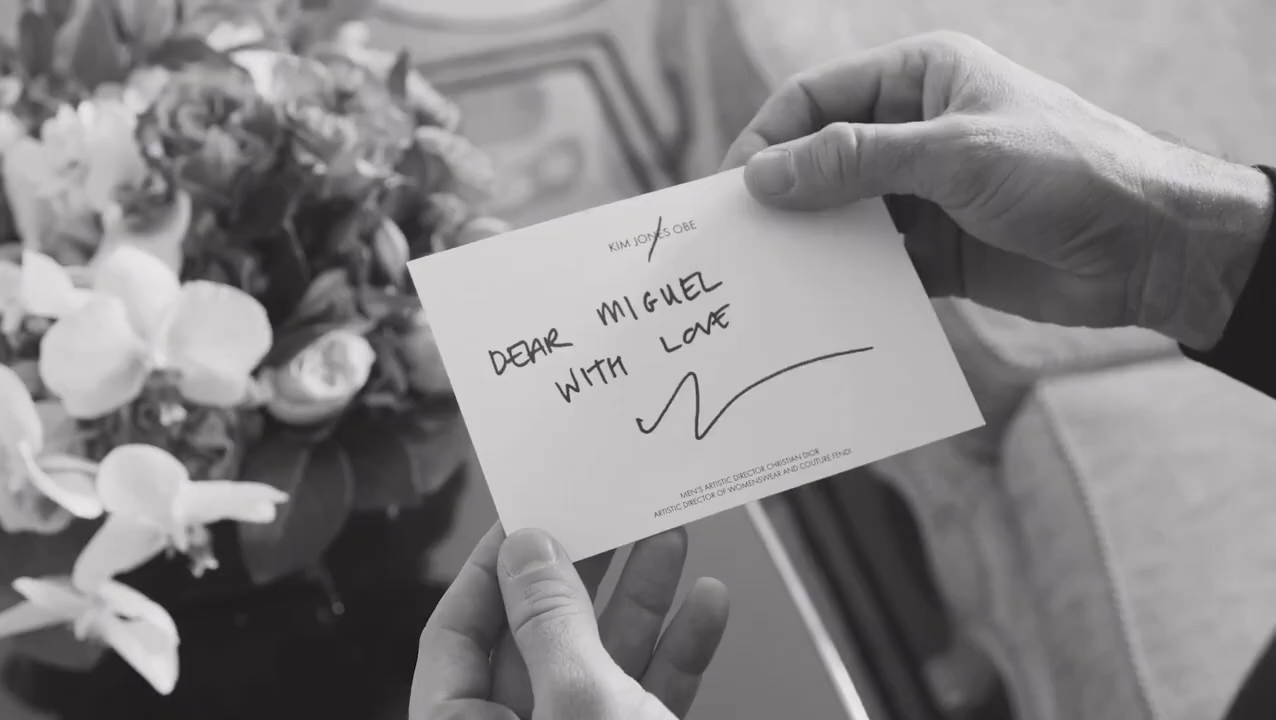 KIM JONES OBE
DEAR MIGUEL
WITH LOVE
MEN'S ARTISTIC DIRECTOR CHRISTIAN DIOR
ARTISTIC DIRECTOR OF WOMENSWEAR AND COUTURE FENDI